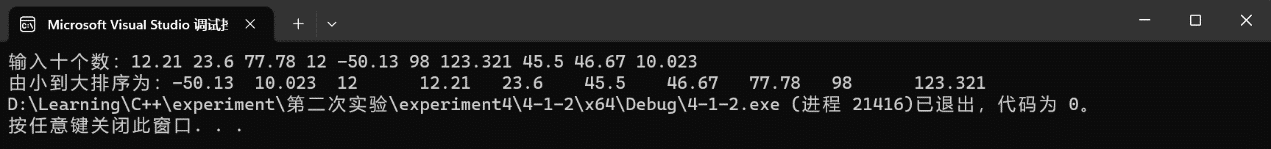 Microsoft Visual Studio 调试控
输入十个数：12.21 23.6 77.78 12 -50.13 98 123.321 45.5 46.67 10.023
由小到大排序为：-50.13  10.023  12      12.21   23.6    45.5    46.67   77.78   98      123.321
D:\Learning\C++\experiment\第二次实验\experiment4\4-1-2\x64\Debug\4-1-2.exe (进程 21416)已退出，代码为 0。
按任意键关闭此窗口. . .